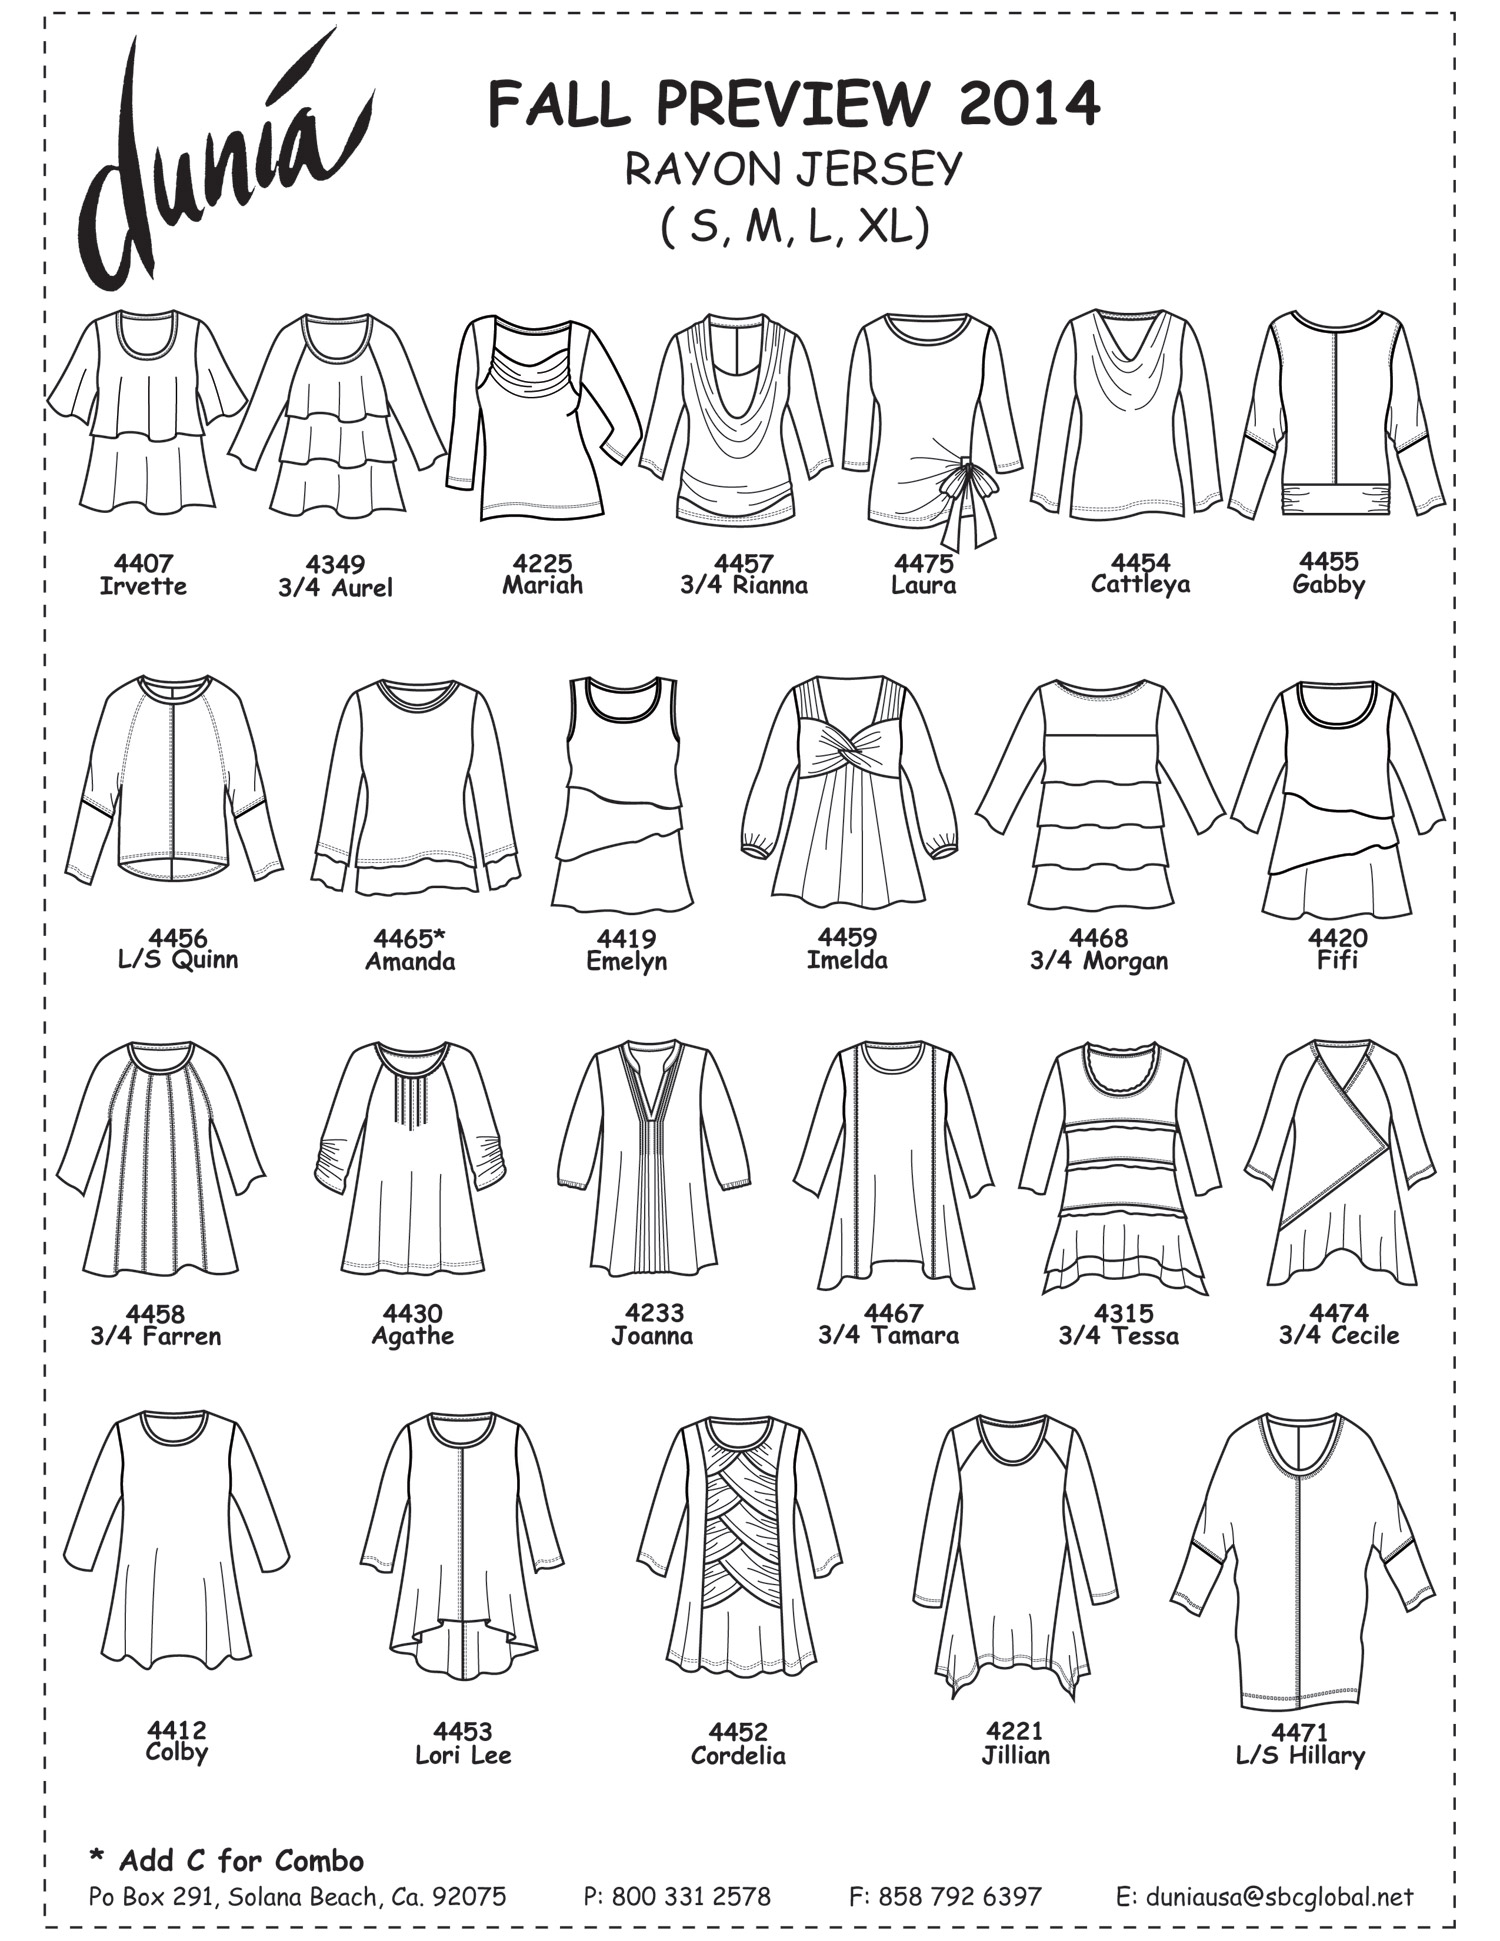 dunia
FALL PREVIEW 2014
RAYON JERSEY
( S, M, L, XL)
4407
Irvette
4349
3/4 Aurel
4225
Mariah
4457
3/4 Rianna
4475
Laura
4454
Cattleya
4455
Gabby
4456
L/S Quinn
4465*
Amanda
4419
Emelyn
4459
Imelda
4468
3/4 Morgan
4420
Fifi
4458
3/4 Farren
4430
Agathe
4233
Joanna
4467
3/4 Tamara
4315
3/4 Tessa
4474
3/4 Cecile
4412
Colby
4453
Lori Lee
4452
Cordelia
4221
Jillian
4471
L/S Hillary
* Add C for Combo
Po Box 291, Solana Beach, Ca. 92075 P: 800 331 2578 F: 858 792 6397 E: duniausa@sbcglobal.net